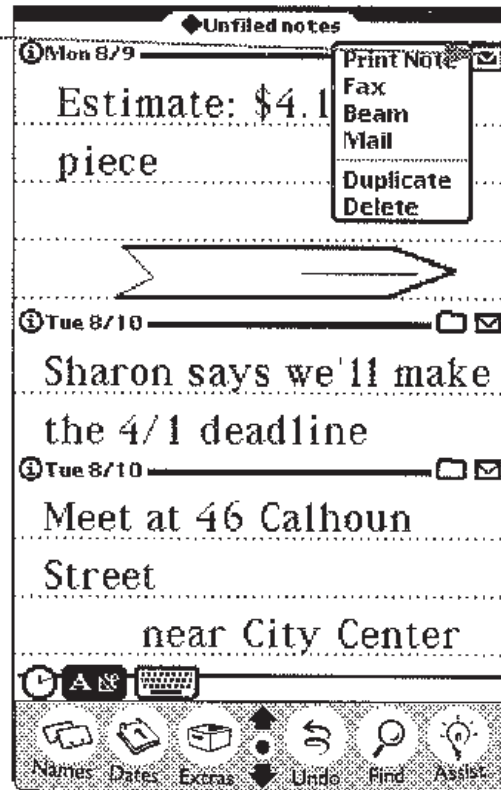 Unfiled notes
Mon 8/9
Print Note
Fax
Beam
Mail
Duplicate
Delete
Estimate: $4.1
piece
Tue 8/10
Sharon says we'll make
the 4/1 deadline
Tue 8/10
Meet at 46 Calhoun
Street
near City Center
A
Names Dates Extras Undo Find Assist